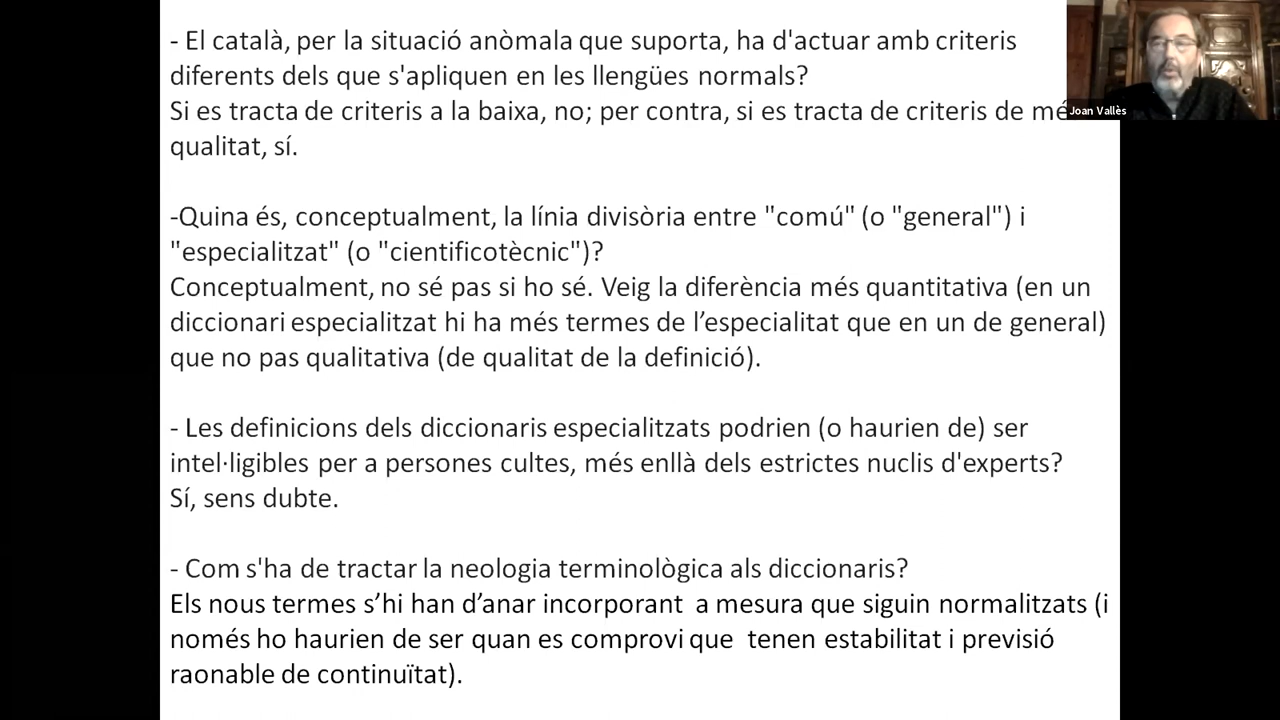 - El català, per la situació anòmala que suporta, ha d'actuar amb criteris
diferents dels que s'apliquen en les llengües normals?
Si es tracta de criteris a la baixa, no; per contra, si es tracta de criteris de mé
qualitat, sí.
-Quina és, conceptualment, la línia divisòria entre "comú" (o "general") i
"especialitzat" (o "cientificotècnic")?
Conceptualment, no sé pas si ho sé. Veig la diferència més quantitativa (en un
diccionari especialitzat hi ha més termes de l’especialitat que en un de general)
que no pas qualitativa (de qualitat de la definició).
- Les definicions dels diccionaris especialitzats podrien (o haurien de) ser
intel·ligibles per a persones cultes, més enllà dels estrictes nuclis d'experts?
Sí, sens dubte.
- Com s'ha de tractar la neologia terminològica als diccionaris?
Els nous termes s’hi han d’anar incorporant  a mesura que siguin normalitzats (i
només ho haurien de ser quan es comprovi que  tenen estabilitat i previsió
raonable de continuïtat).
Joan Vallès